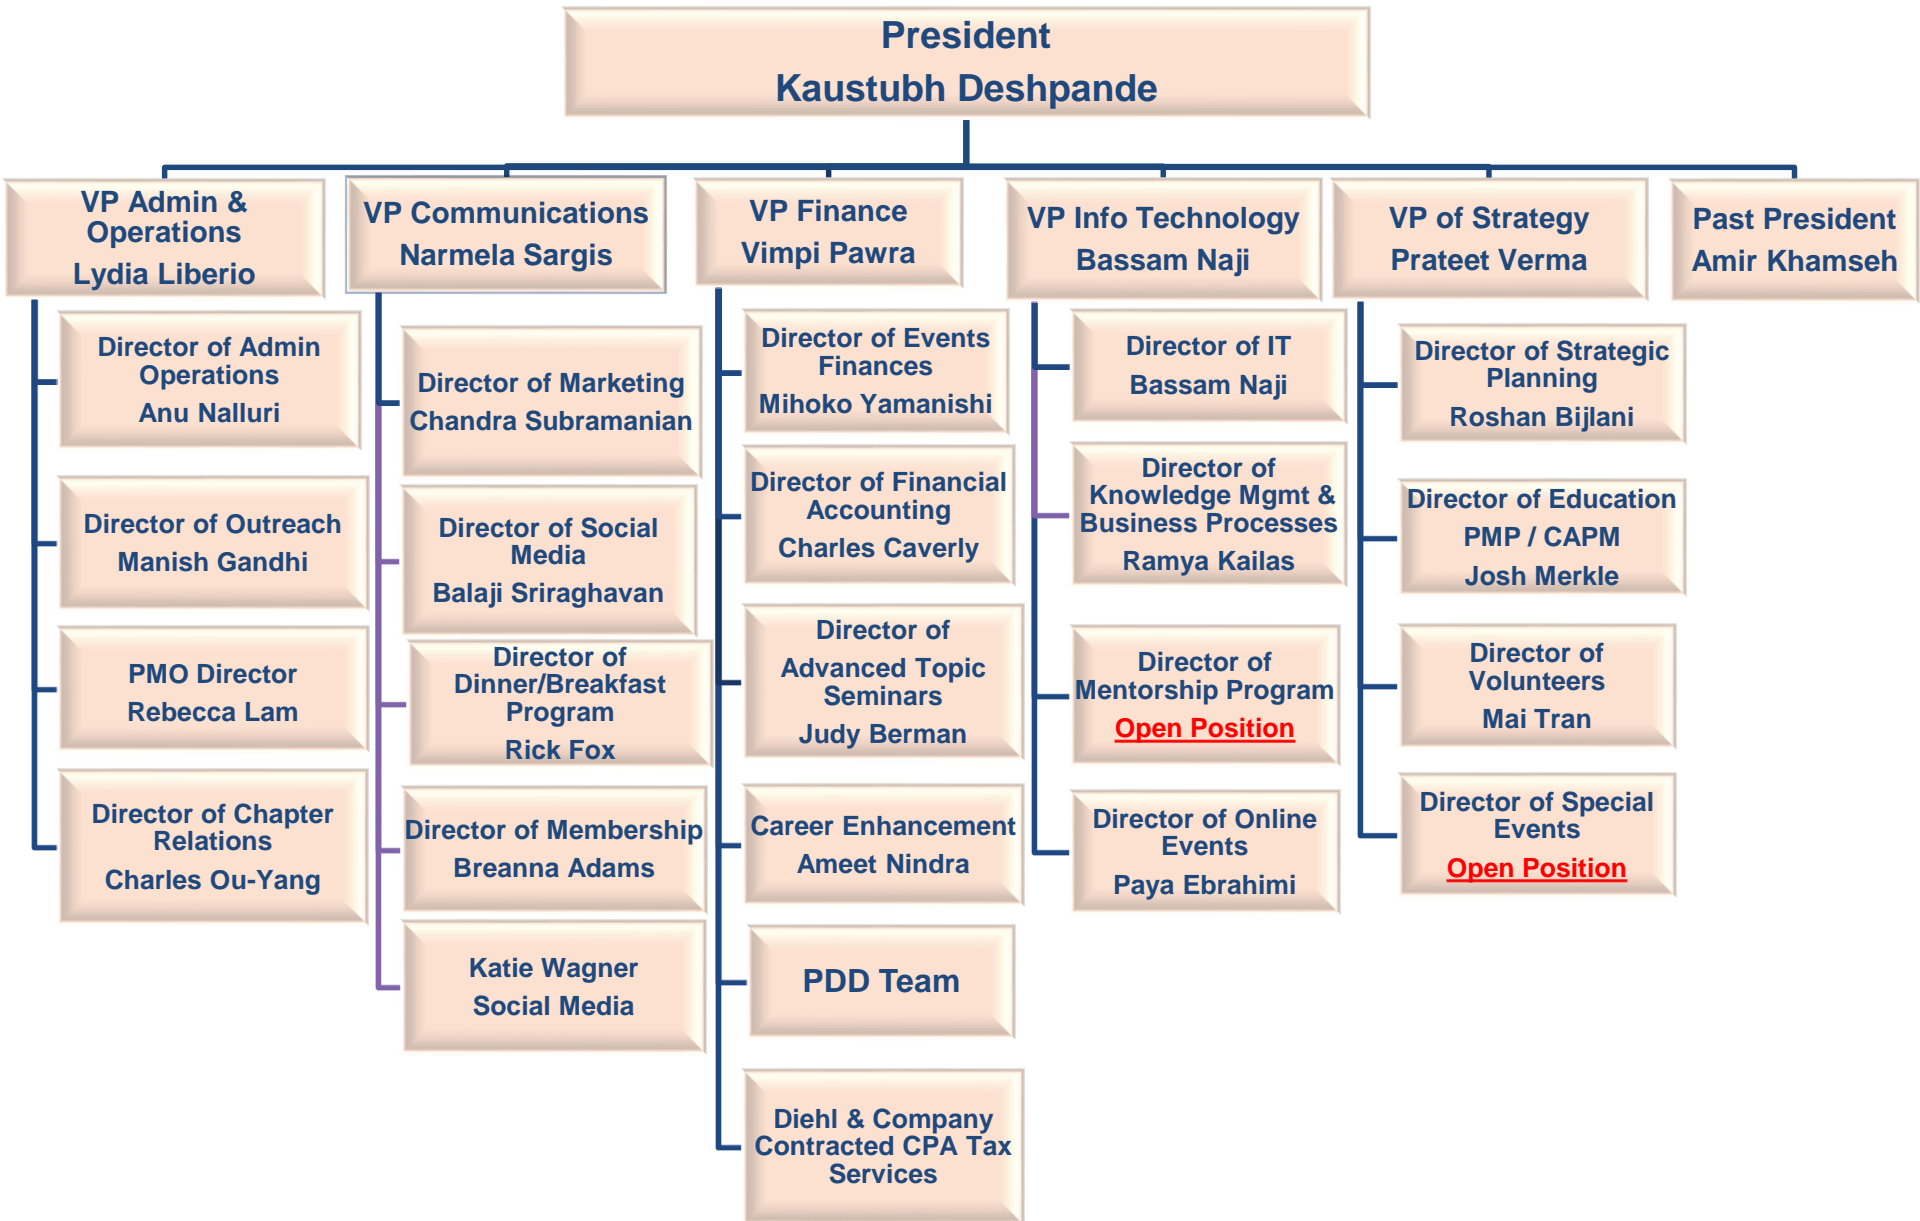 President
Kaustubh Deshpande
VP Admin &
Operations
Lydia Liberio
VP Communications
Narmela Sargis
VP Finance
Vimpi Pawra
VP Info Technology
Bassam Naji
VP of Strategy
Prateet Verma
Past President
Amir Khamseh
Director of Admin
Operations
Anu Nalluri
Director of Outreach
Manish Gandhi
PMO Director
Rebecca Lam
Director of Chapter
Relations
Charles Ou-Yang
Director of Marketing
Chandra Subramanian
Director of Social
Media
Balaji Sriraghavan
Director of
Dinner/Breakfast
Program
Rick Fox
Director of Membership
Breanna Adams
Katie Wagner
Social Media
Director of Events
Finances
Mihoko Yamanishi
Director of Financial
Accounting
Charles Caverly
Director of
Advanced Topic
Seminars
Judy Berman
Career Enhancement
Ameet Nindra
PDD Team
Diehl & Company
Contracted CPA Tax
Services
Director of IT
Bassam Naji
Director of
Knowledge Mgmt &
Business Processes
Ramya Kailas
Director of
Mentorship Program
Open Position
Director of Online
Events
Paya Ebrahimi
Director of Strategic
Planning
Roshan Bijlani
Director of Education
PMP / CAPM
Josh Merkle
Director of
Volunteers
Mai Tran
Director of Special
Events
Open Position